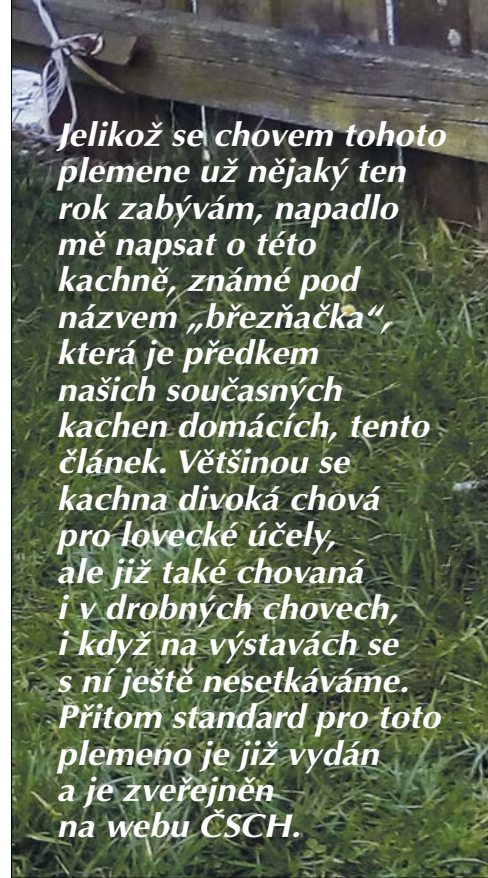 Jelikož se chovem tohoto
plemene už nějaký ten
rok zabývám, napadlo
mě napsat o této
kachně, známé pod
názvem „březňačka“,
která je předkem
našich současných
kachen domácích, tento
článek. Většinou se
kachna divoká chová
pro lovecké účely,
ale již také chovaná
i v drobných chovech,
i když na výstavách se
s ní ještě nesetkáváme.
Přitom standard pro toto
plemeno je již vydán
a je zveřejněn
na webu ČSCH.